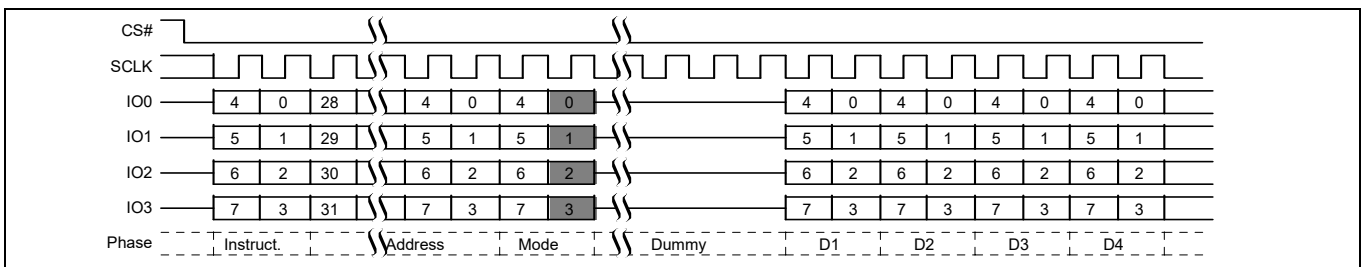 CS#
SCLK
IO0 4 0 28 4 0 4 0 4 0 4 0 4 0 4 0
IO1 5 1 29 5 1 5 1 5 1 5 1 5 1 5 1
IO2 6 2 30 6 2 6 2 6 2 6 2 6 2 6 2
IO3 7 3 31 7 3 7 3 7 3 7 3 7 3 7 3
Phase Instruct. Address Mode Dummy D1 D2 D3 D4